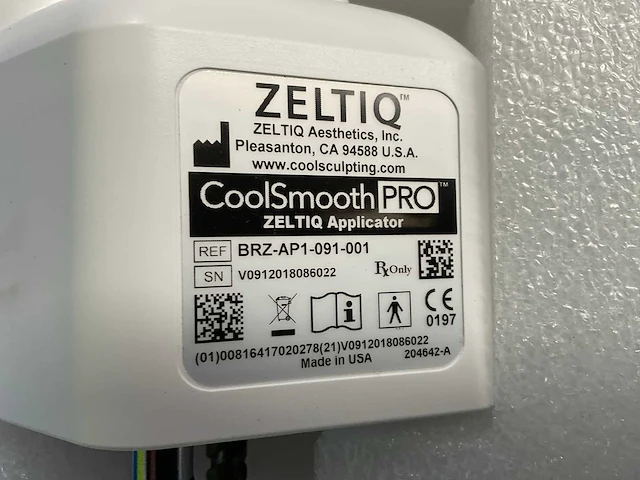 ZELTIQ™
ZELTIQ Aesthetics, Inc.
Pleasanton, CA 94588 U.S.A.
www.coolsculpting.com
CoolSmooth PRO™
ZELTIQ Applicator
REF BRZ-AP1-091-001
SN V0912018086022
Rx Only
CE
0197
(01)00816417020278(21)V0912018086022
Made in USA 204642-A